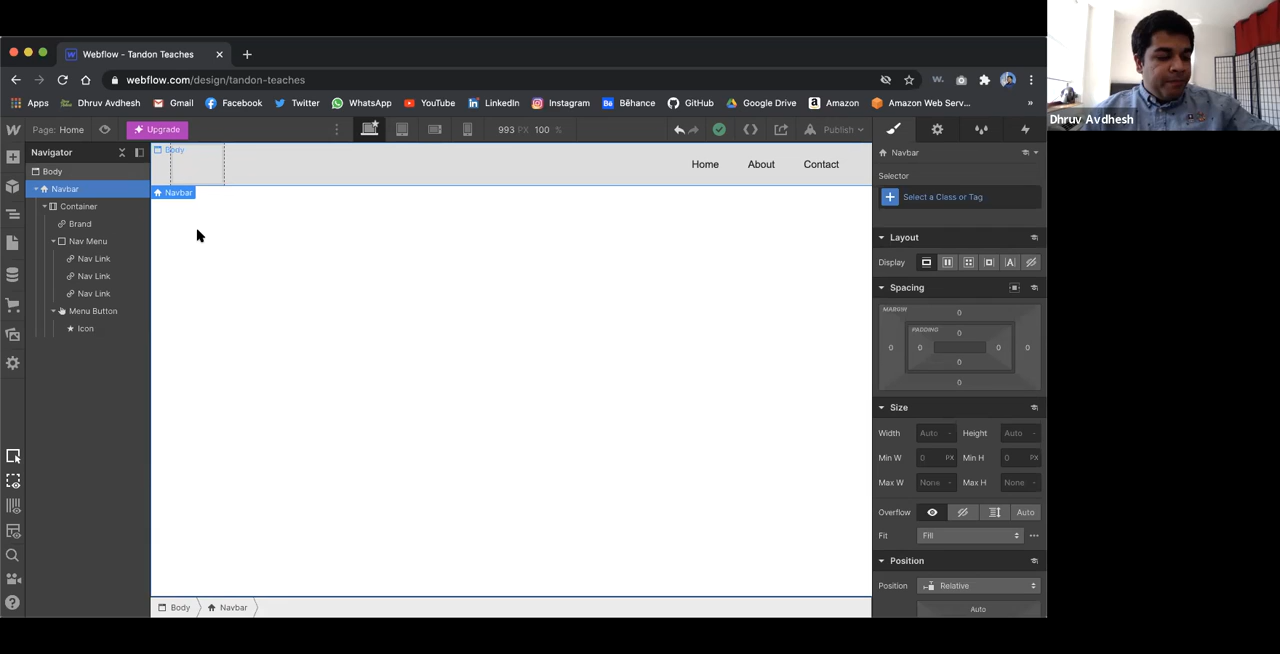 Webflow - Tandon Teaches
webflow.com/design/tandon-teaches
Apps Dhruv Avdhesh Gmail Facebook Twitter WhatsApp YouTube LinkedIn Instagram Bēhance GitHub Google Drive Amazon Amazon Web Serv... »
Dhruv Avdhesh
Page: Home Upgrade 993 PX 100 % Publish
Navigator
Body
Navbar
Container
Brand
Nav Menu
Nav Link
Nav Link
Nav Link
Menu Button
Icon
Body
Home About Contact
Navbar
Navbar
Selector
Select a Class or Tag
Layout
Display
Spacing
MARGIN
0
PADDING
0
0 0 0 0
0
0
Size
Width Auto - Height Auto -
Min W 0 PX Min H 0 PX
Max W None - Max H None -
Overflow Auto
Fit Fill
Position
Position Relative
Auto
Body Navbar